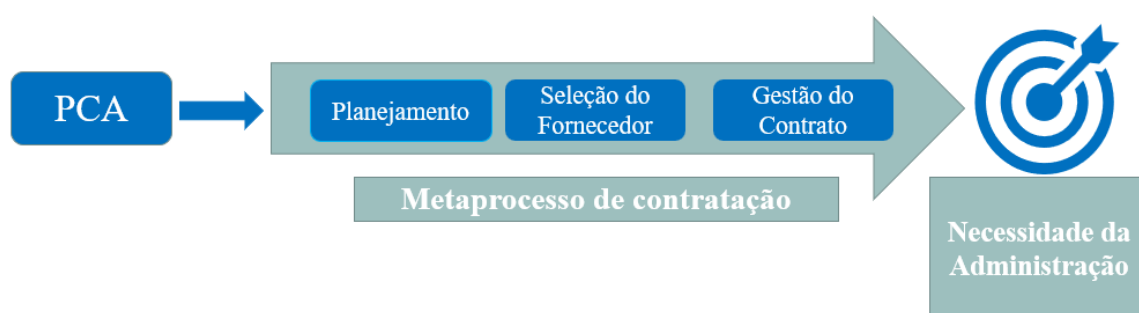 PCA
Planejamento
Seleção do
Fornecedor
Gestão do
Contrato
Metaprocesso de contratação
Necessidade da
Administração